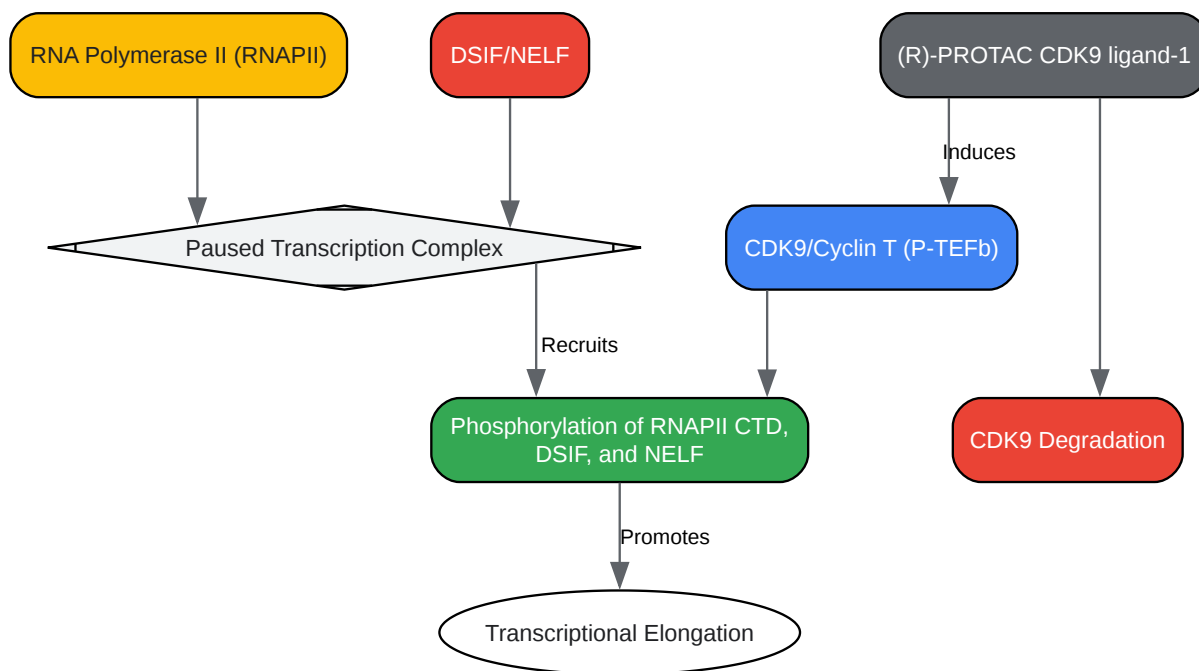 RNA Polymerase II (RNAPII)
DSIF/NELF
(R)-PROTAC CDK9 ligand-1
Induces
Paused Transcription Complex
CDK9/Cyclin T (P-TEFb)
Recruits
Phosphorylation of RNAPII CTD,
DSIF, and NELF
CDK9 Degradation
Promotes
Transcriptional Elongation